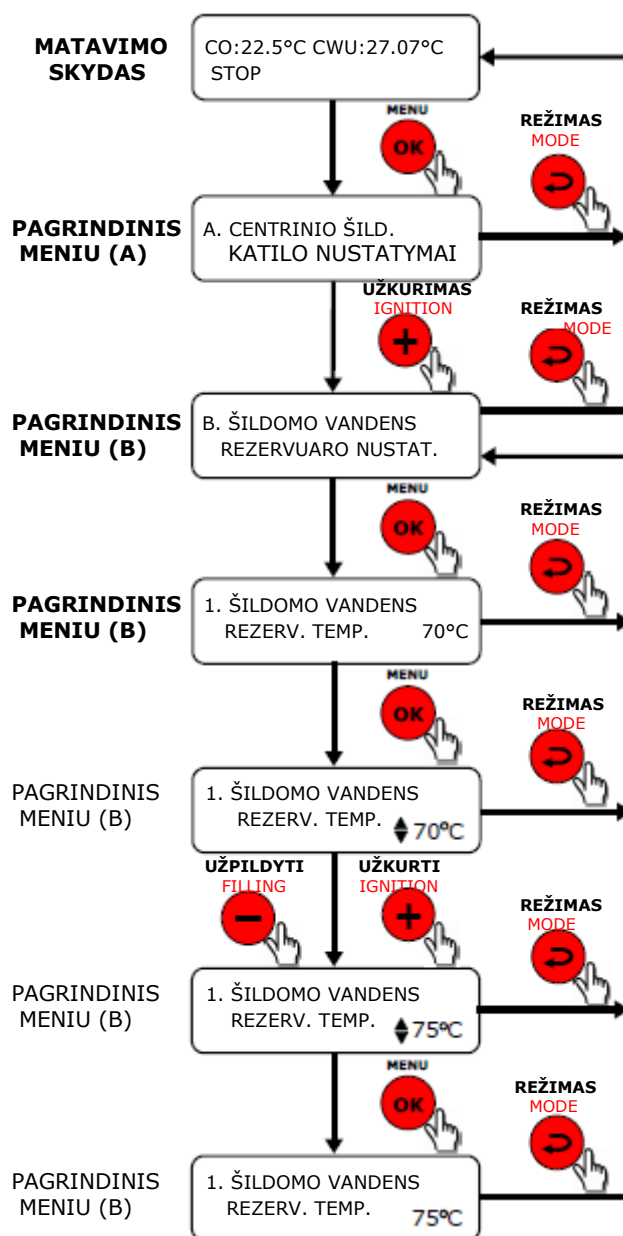 MATAVIMO
SKYDAS
CO:22.5°C CWU:27.07°C
STOP
MENU
OK
REŽIMAS
MODE
PAGRINDINIS
MENIU (A)
A. CENTRINIO ŠILD.
KATILO NUSTATYMAI
UŽKURIMAS
IGNITION
+
REŽIMAS
MODE
PAGRINDINIS
MENIU (B)
B. ŠILDOMO VANDENS
REZERVUARO NUSTAT.
MENU
OK
REŽIMAS
MODE
PAGRINDINIS
MENIU (B)
1. ŠILDOMO VANDENS
REZERV. TEMP. 70°C
MENU
OK
REŽIMAS
MODE
PAGRINDINIS
MENIU (B)
1. ŠILDOMO VANDENS
REZERV. TEMP. 70°C
UŽPILDYTI
FILLING
−
UŽKURTI
IGNITION
+
REŽIMAS
MODE
PAGRINDINIS
MENIU (B)
1. ŠILDOMO VANDENS
REZERV. TEMP. 75°C
MENU
OK
REŽIMAS
MODE
PAGRINDINIS
MENIU (B)
1. ŠILDOMO VANDENS
REZERV. TEMP. 75°C